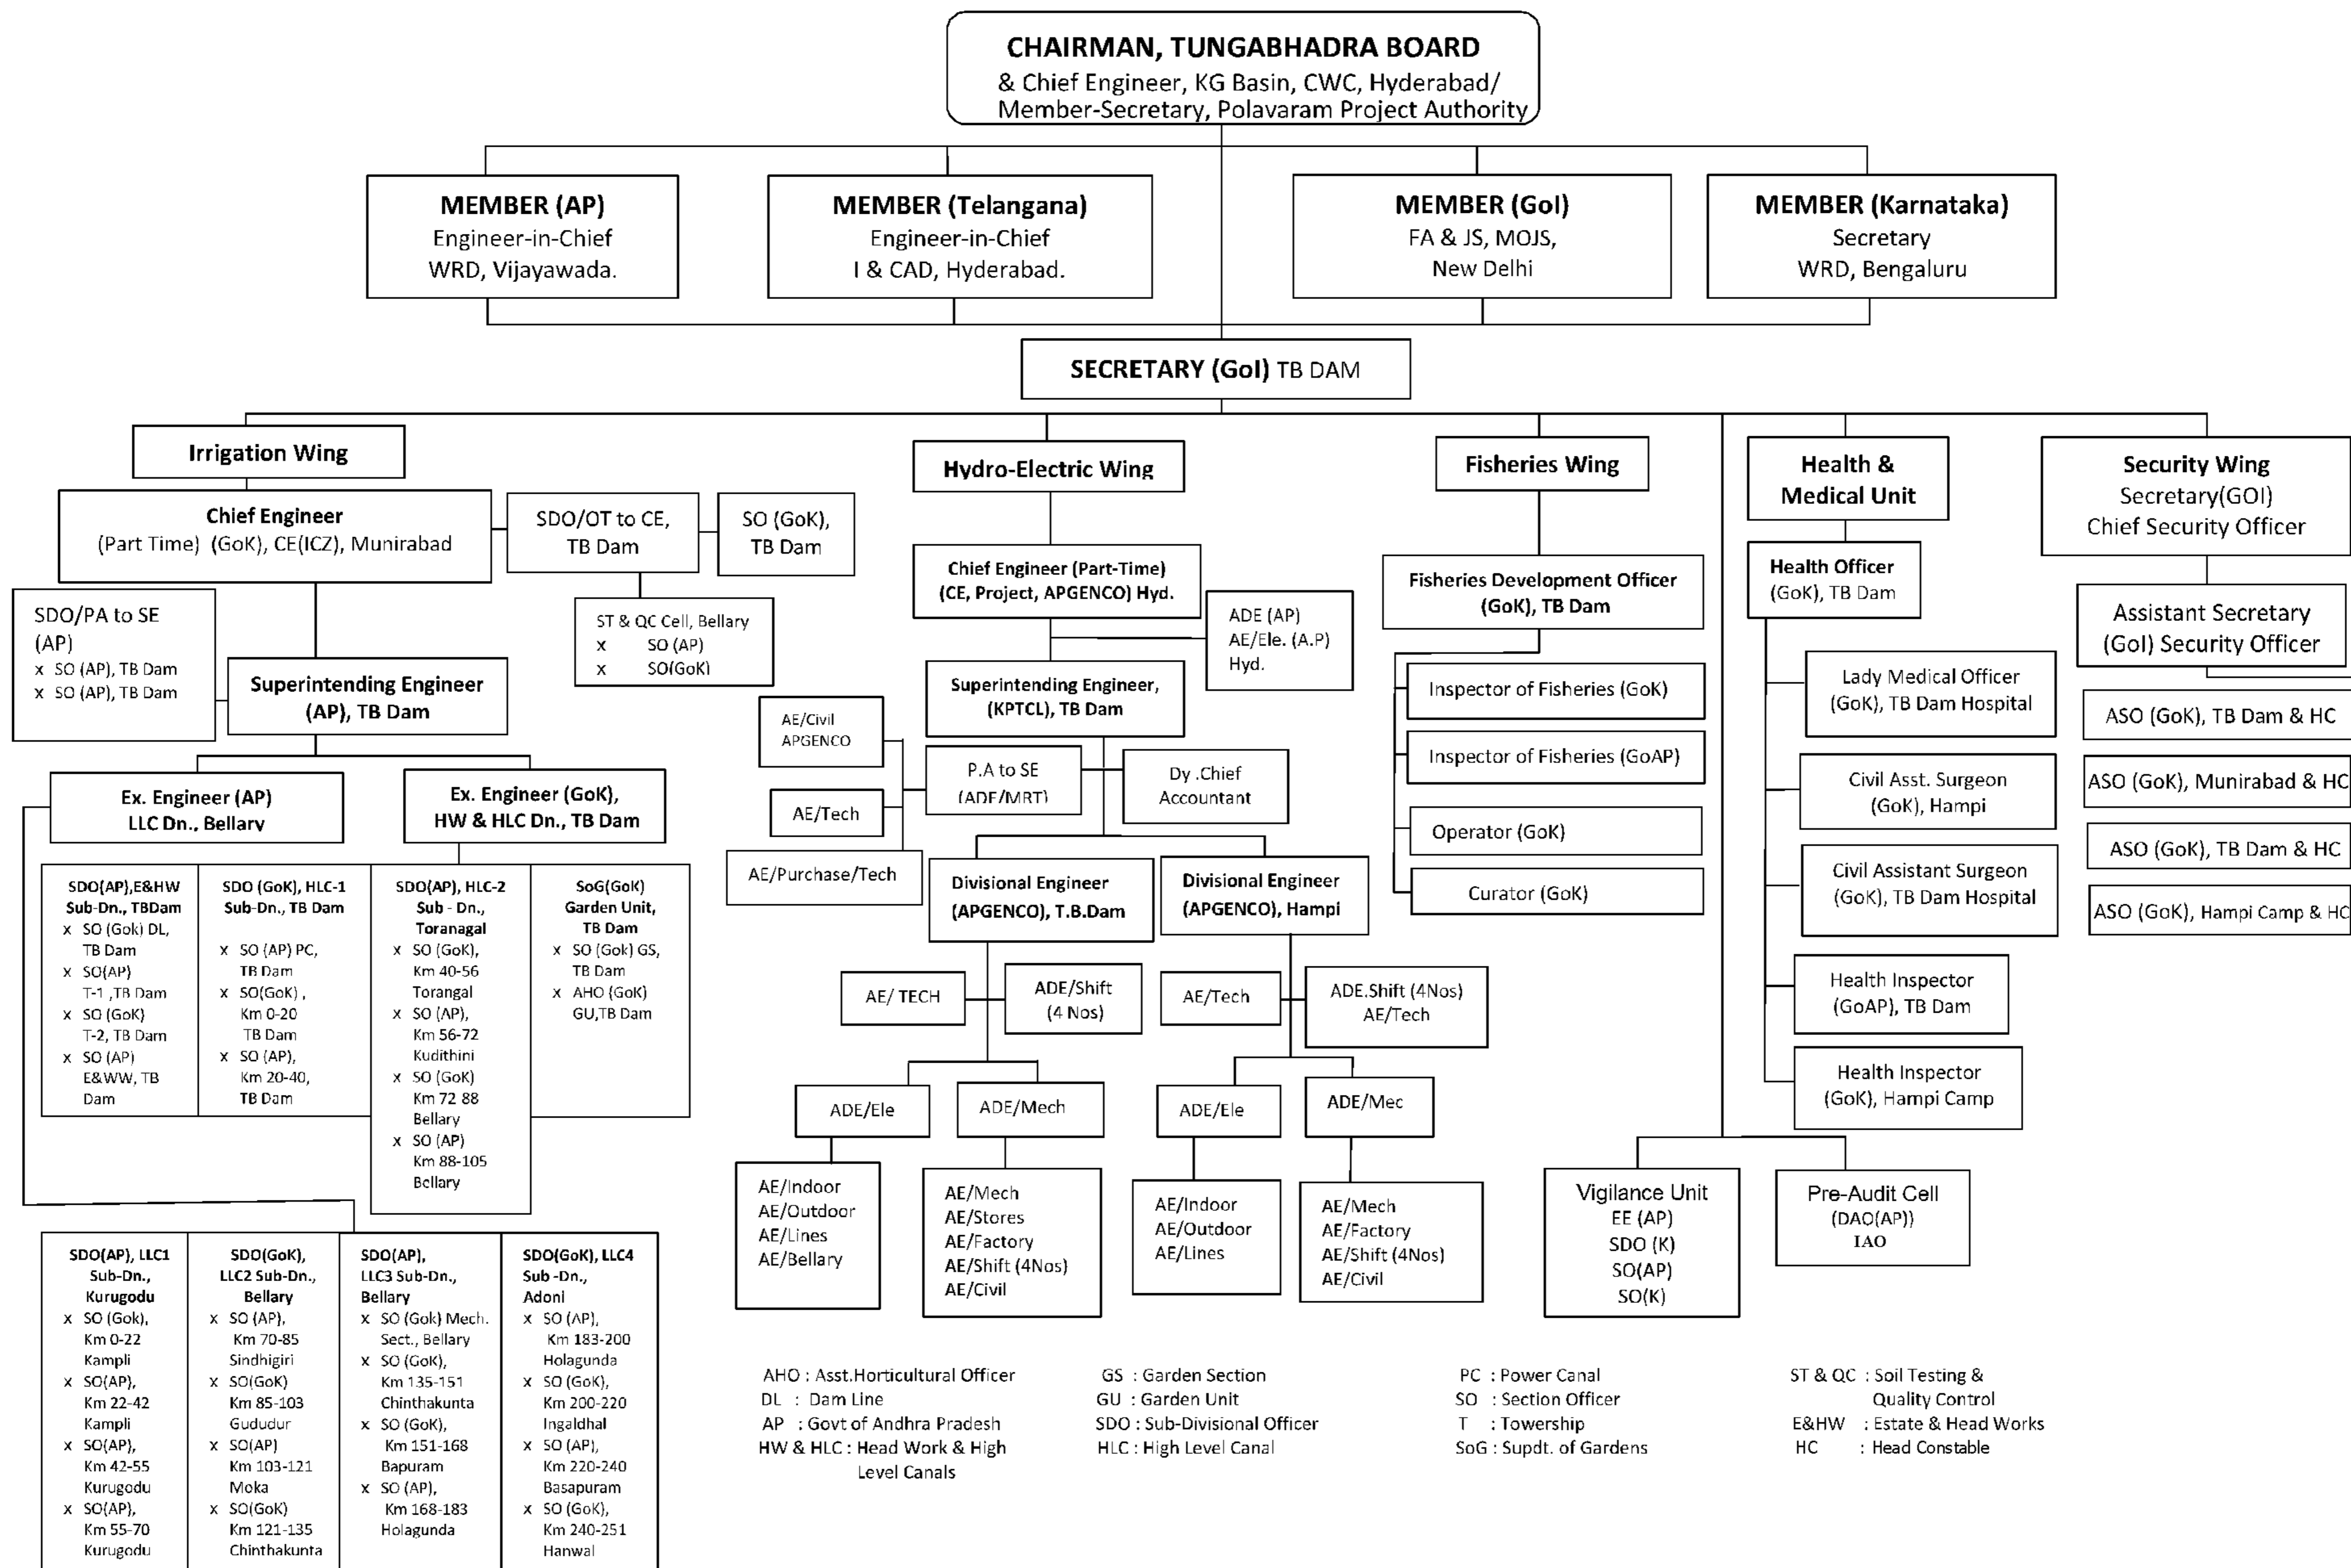 CHAIRMAN, TUNGABHADRA BOARD
& Chief Engineer, KG Basin, CWC, Hyderabad/
Member-Secretary, Polavaram Project Authority
MEMBER (AP)
Engineer-in-Chief
WRD, Vijayawada.
MEMBER (Telangana)
Engineer-in-Chief
I & CAD, Hyderabad.
MEMBER (GoI)
FA & JS, MOJS,
New Delhi
MEMBER (Karnataka)
Secretary
WRD, Bengaluru
SECRETARY (GoI) TB DAM
Irrigation Wing
Chief Engineer
(Part Time) (GoK), CE(ICZ), Munirabad
SDO/OT to CE,
TB Dam
SO (GoK),
TB Dam
ST & QC Cell, Bellary
x SO (AP)
x SO(GoK)
SDO/PA to SE
(AP)
x SO (AP), TB Dam
x SO (AP), TB Dam
Superintending Engineer
(AP), TB Dam
Ex. Engineer (AP)
LLC Dn., Bellary
Ex. Engineer (GoK),
HW & HLC Dn., TB Dam
SDO(AP),E&HW
Sub-Dn., TBDam
x SO (Gok) DL,
TB Dam
x SO(AP)
T-1 ,TB Dam
x SO (GoK)
T-2, TB Dam
x SO (AP)
E&WW, TB
Dam
SDO (GoK), HLC-1
Sub-Dn., TB Dam
x SO (AP) PC,
TB Dam
x SO(GoK) ,
Km 0-20
TB Dam
x SO (AP),
Km 20-40,
TB Dam
SDO(AP), HLC-2
Sub - Dn.,
Toranagal
x SO (GoK),
Km 40-56
Torangal
x SO (AP),
Km 56-72
Kudithini
x SO (GoK)
Km 72 88
Bellary
x SO (AP)
Km 88-105
Bellary
SoG(GoK)
Garden Unit,
TB Dam
x SO (Gok) GS,
TB Dam
x AHO (GoK)
GU,TB Dam
SDO(AP), LLC1
Sub-Dn.,
Kurugodu
x SO (Gok),
Km 0-22
Kampli
x SO(AP),
Km 22-42
Kampli
x SO(AP),
Km 42-55
Kurugodu
x SO(AP),
Km 55-70
Kurugodu
SDO(GoK),
LLC2 Sub-Dn.,
Bellary
x SO (AP),
Km 70-85
Sindhigiri
x SO(GoK)
Km 85-103
Gududur
x SO(AP)
Km 103-121
Moka
x SO(GoK)
Km 121-135
Chinthakunta
SDO(AP),
LLC3 Sub-Dn.,
Bellary
x SO (Gok) Mech.
Sect., Bellary
x SO (GoK),
Km 135-151
Chinthakunta
x SO (GoK),
Km 151-168
Bapuram
x SO (AP),
Km 168-183
Holagunda
SDO(GoK), LLC4
Sub -Dn.,
Adoni
x SO (AP),
Km 183-200
Holagunda
x SO (GoK),
Km 200-220
Ingaldhal
x SO (AP),
Km 220-240
Basapuram
x SO (GoK),
Km 240-251
Hanwal
Hydro-Electric Wing
Chief Engineer (Part-Time)
(CE, Project, APGENCO) Hyd.
ADE (AP)
AE/Ele. (A.P)
Hyd.
Superintending Engineer,
(KPTCL), TB Dam
AE/Civil
APGENCO
AE/Tech
AE/Purchase/Tech
P.A to SE
(ADE/MRT)
Dy .Chief
Accountant
Divisional Engineer
(APGENCO), T.B.Dam
Divisional Engineer
(APGENCO), Hampi
AE/ TECH
ADE/Shift
(4 Nos)
AE/Tech
ADE.Shift (4Nos)
AE/Tech
ADE/Ele
ADE/Mech
ADE/Ele
ADE/Mec
AE/Indoor
AE/Outdoor
AE/Lines
AE/Bellary
AE/Mech
AE/Stores
AE/Factory
AE/Shift (4Nos)
AE/Civil
AE/Indoor
AE/Outdoor
AE/Lines
AE/Mech
AE/Factory
AE/Shift (4Nos)
AE/Civil
Fisheries Wing
Fisheries Development Officer
(GoK), TB Dam
Inspector of Fisheries (GoK)
Inspector of Fisheries (GoAP)
Operator (GoK)
Curator (GoK)
Health &
Medical Unit
Health Officer
(GoK), TB Dam
Lady Medical Officer
(GoK), TB Dam Hospital
Civil Asst. Surgeon
(GoK), Hampi
Civil Assistant Surgeon
(GoK), TB Dam Hospital
Health Inspector
(GoAP), TB Dam
Health Inspector
(GoK), Hampi Camp
Security Wing
Secretary(GOI)
Chief Security Officer
Assistant Secretary
(GoI) Security Officer
ASO (GoK), TB Dam & HC
ASO (GoK), Munirabad & HC
ASO (GoK), TB Dam & HC
ASO (GoK), Hampi Camp & HC
Vigilance Unit
EE (AP)
SDO (K)
SO(AP)
SO(K)
Pre-Audit Cell
(DAO(AP))
IAO
AHO : Asst.Horticultural Officer
DL : Dam Line
AP : Govt of Andhra Pradesh
HW & HLC : Head Work & High
Level Canals
GS : Garden Section
GU : Garden Unit
SDO : Sub-Divisional Officer
HLC : High Level Canal
PC : Power Canal
SO : Section Officer
T : Towership
SoG : Supdt. of Gardens
ST & QC : Soil Testing &
Quality Control
E&HW : Estate & Head Works
HC : Head Constable